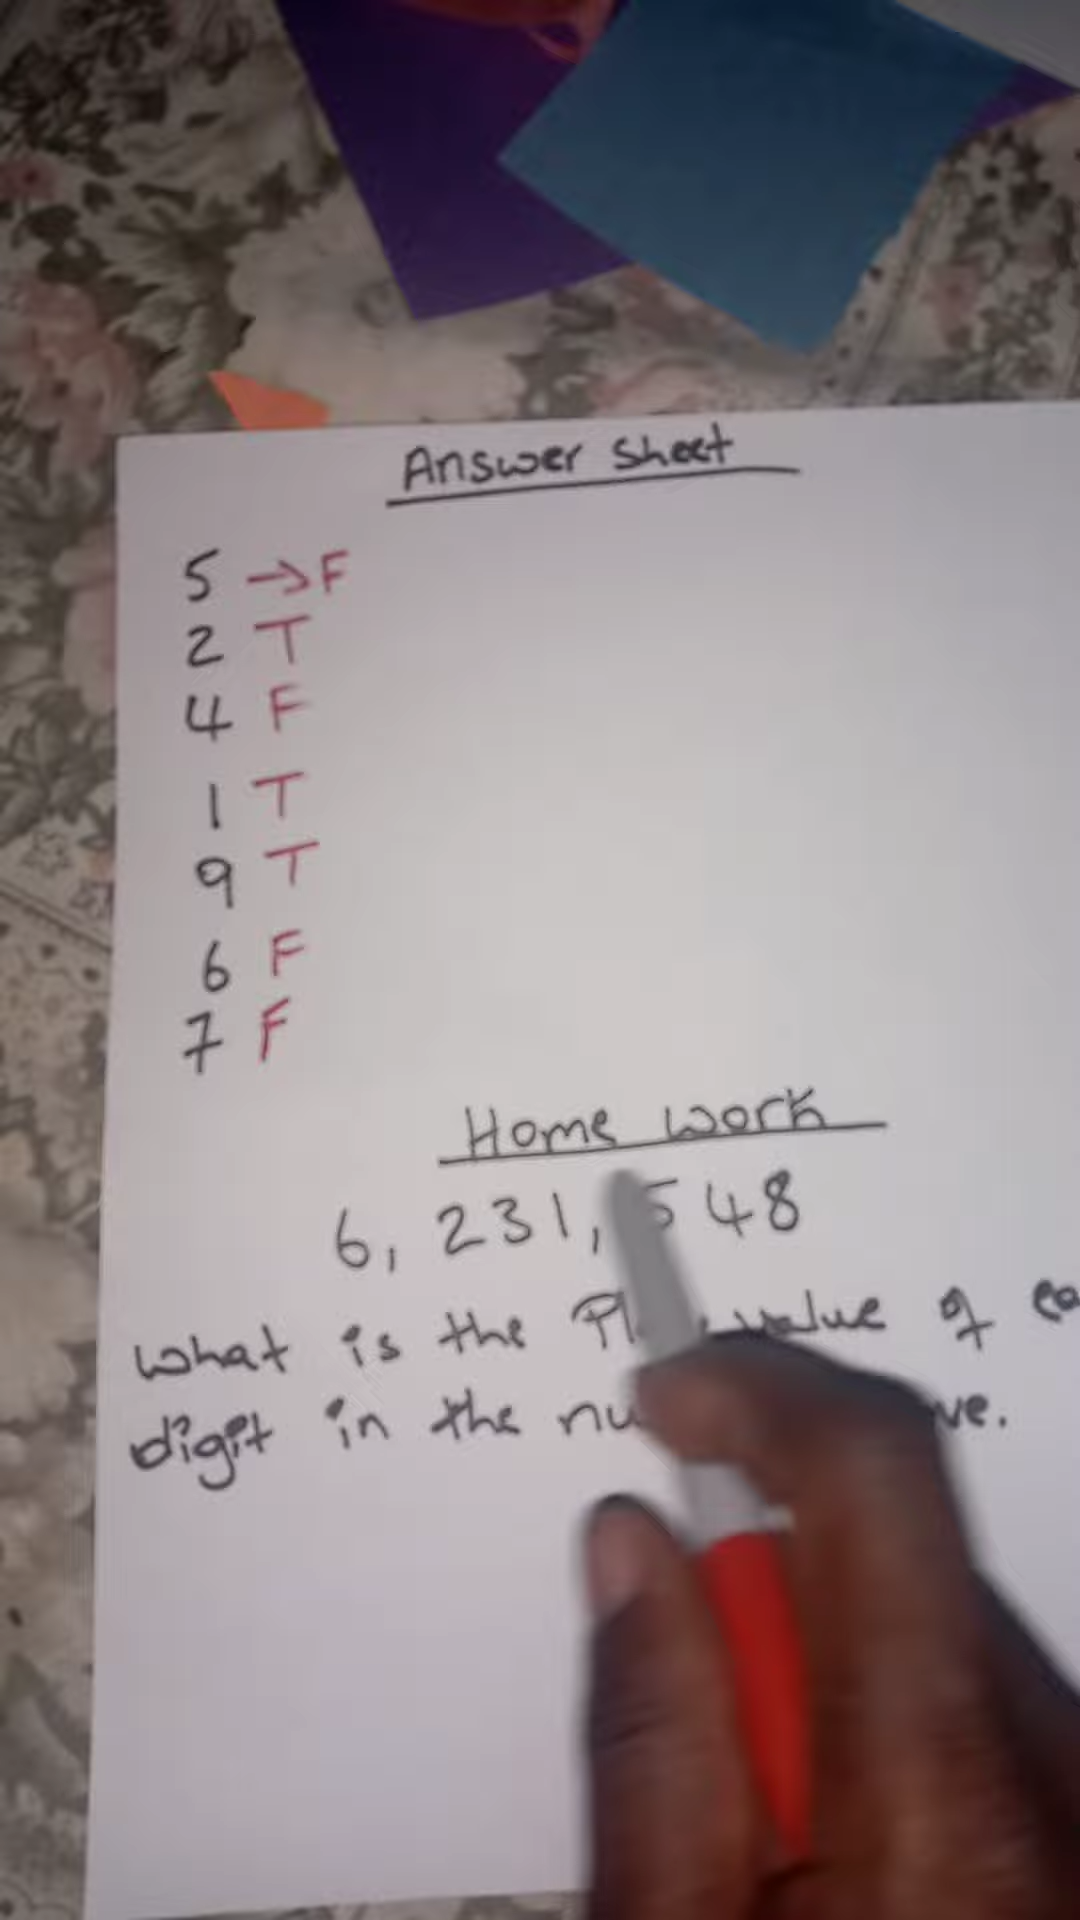 Answer Sheet
5 → F
2 T
4 F
1 T
9 T
6 F
7 F
Home work
6, 231, 548
What is the value of
digit in the